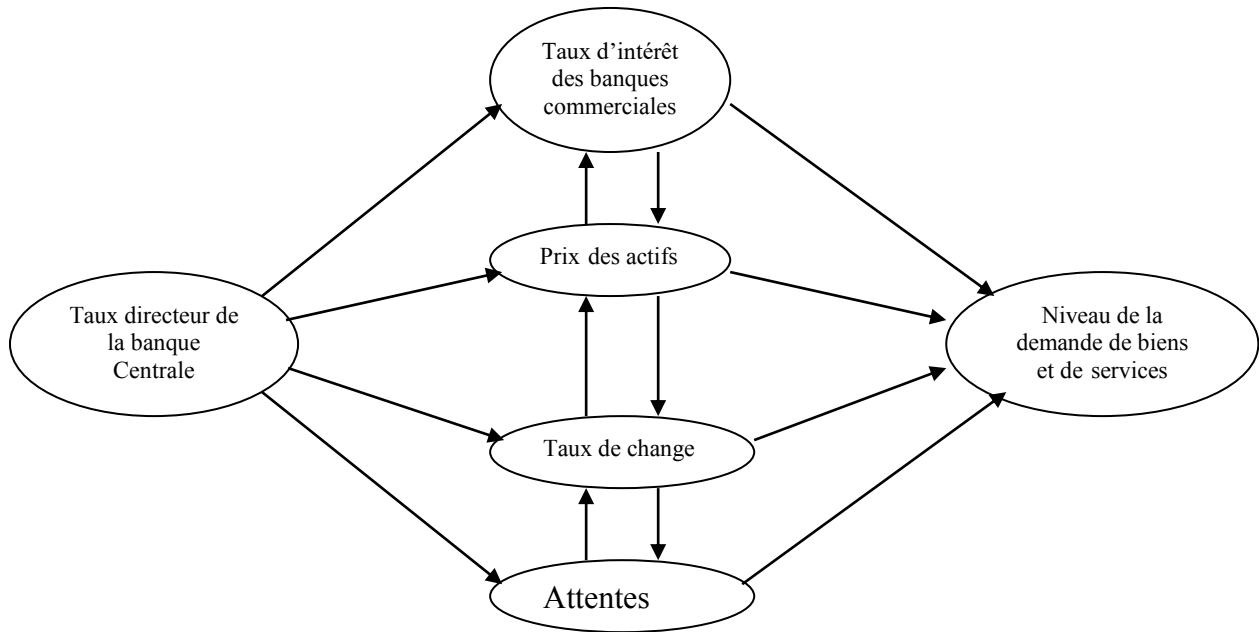 Taux d’intérêt
des banques
commerciales
Prix des actifs
Taux directeur de
la banque
Centrale
Niveau de la
demande de biens
et de services
Taux de change
Attentes